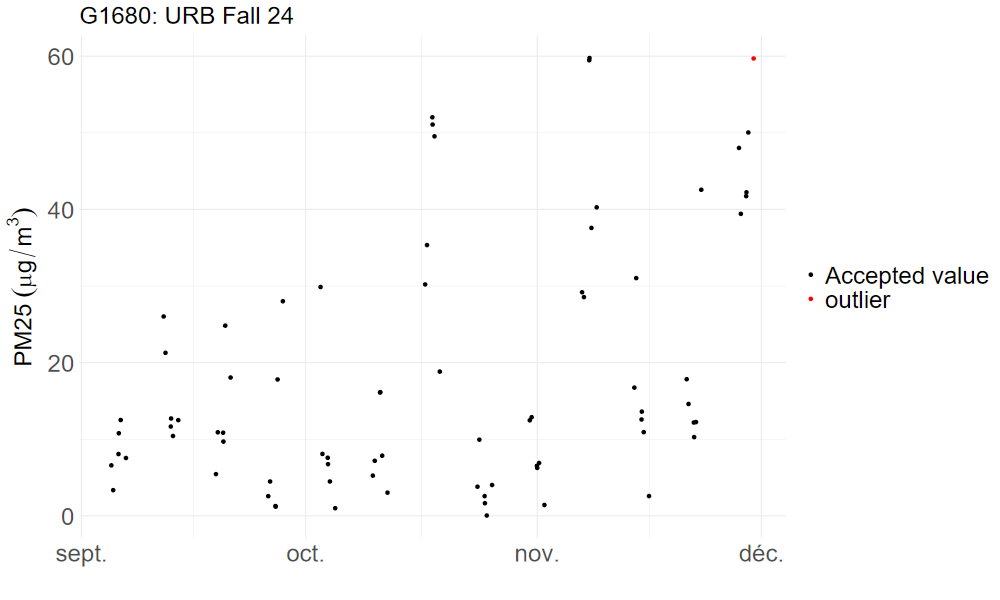 G1680: URB Fall 24
PM25 (μg/m³)
60
40
20
0
sept.
oct.
nov.
déc.
Accepted value
outlier